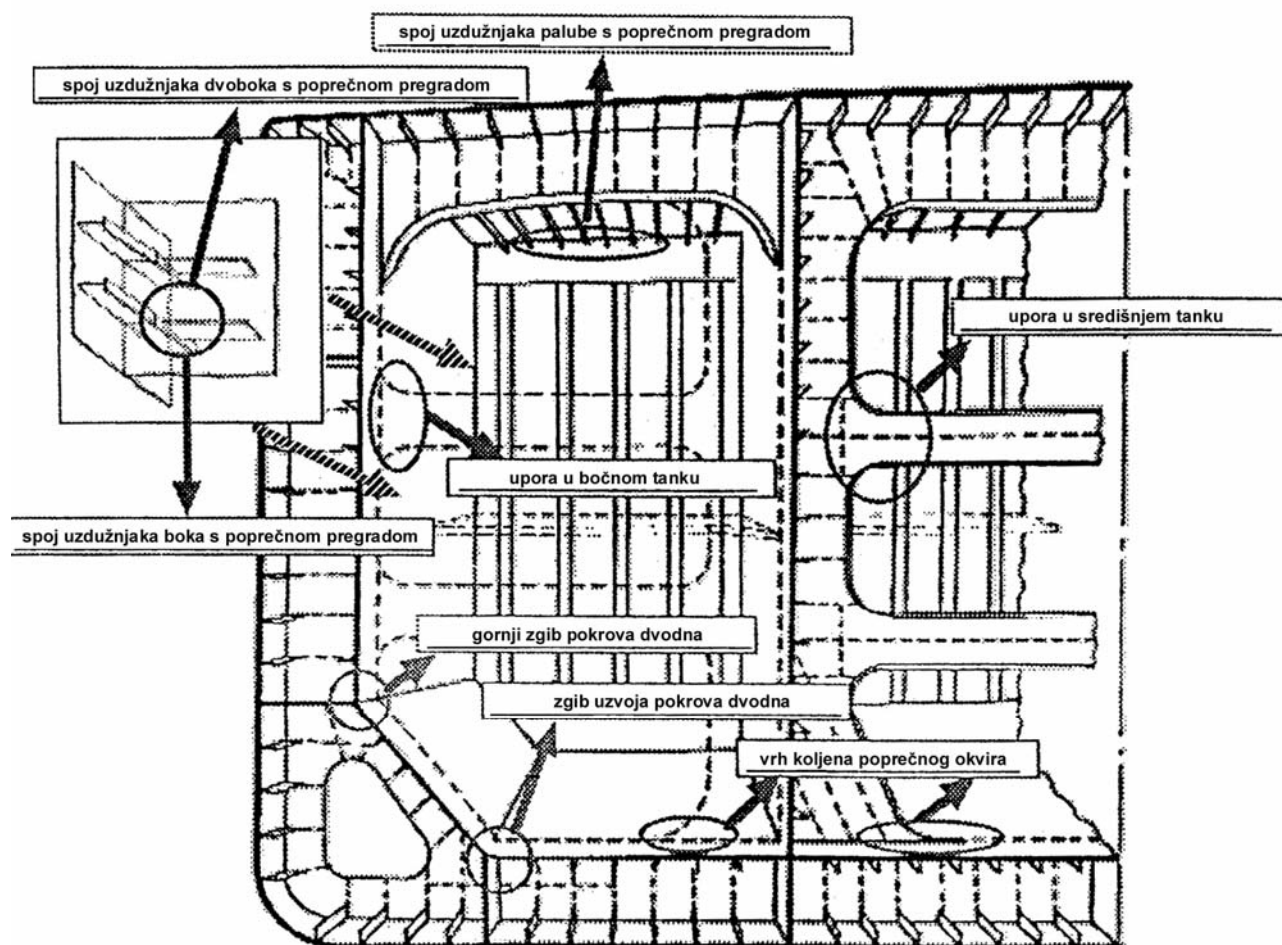 spoj uzdužnjaka palube s poprečnom pregradom
spoj uzdužnjaka dvoboka s poprečnom pregradom
upora u središnjem tanku
upora u bočnom tanku
spoj uzdužnjaka boka s poprečnom pregradom
gornji zgib pokrova dvodna
zgib uzvoja pokrova dvodna
vrh koljena poprečnog okvira